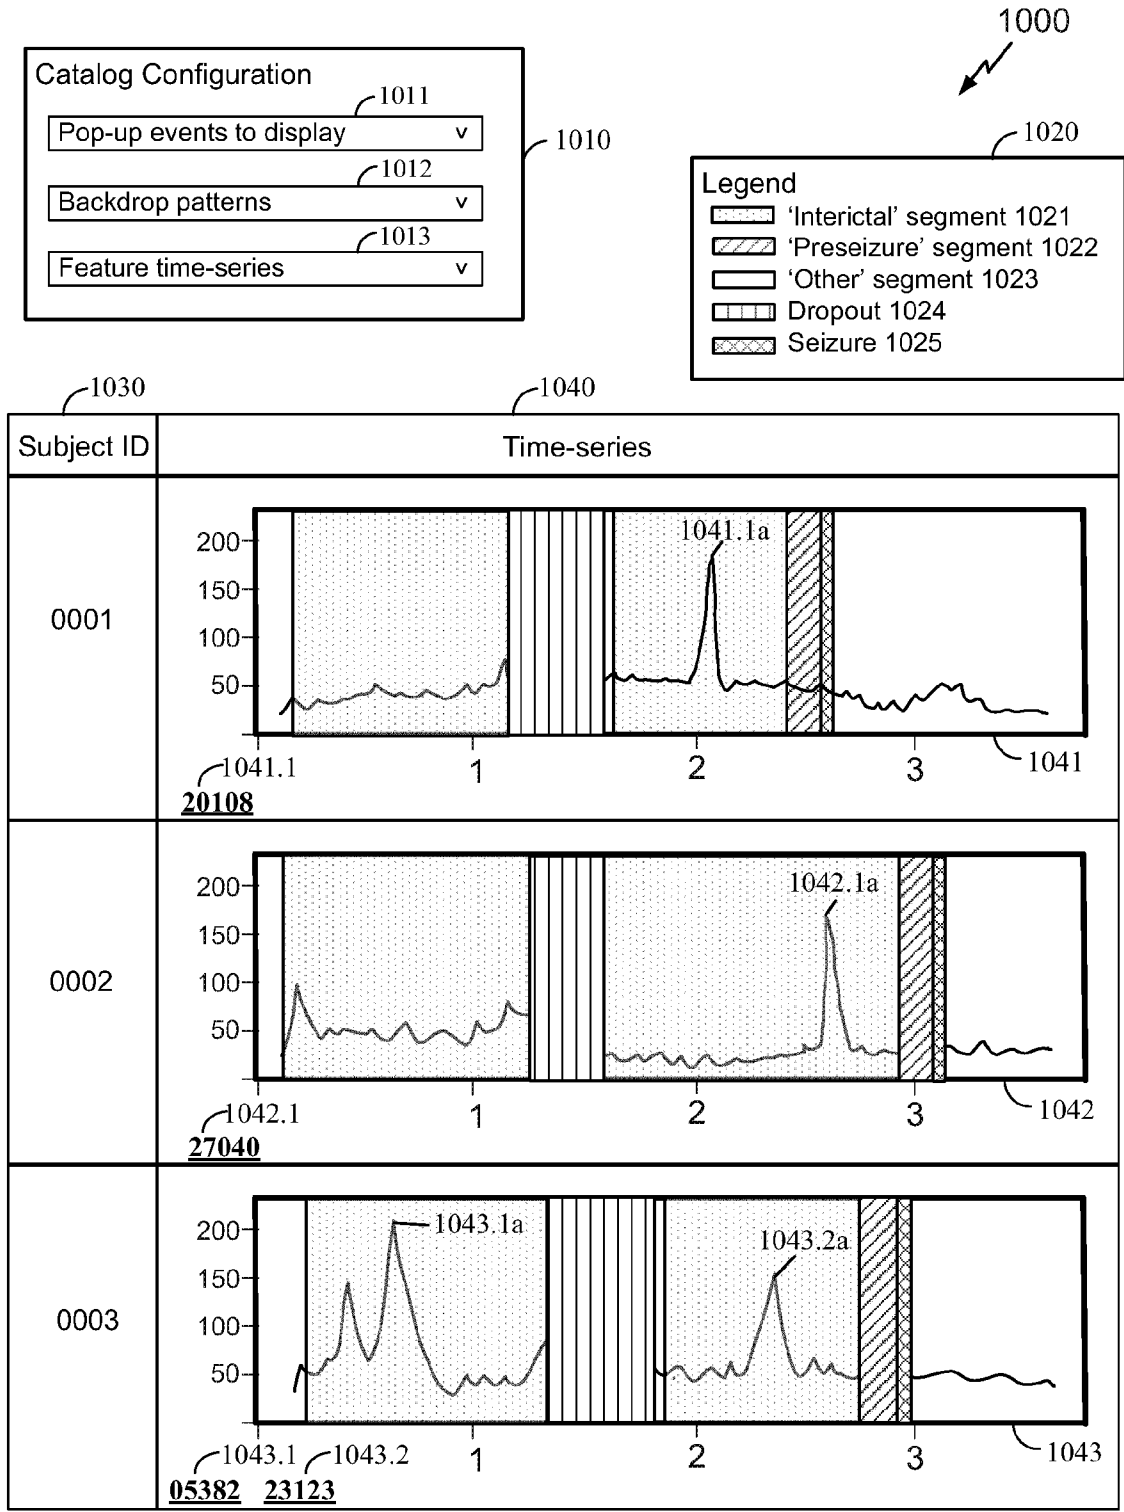 1000
Catalog Configuration
1011
Pop-up events to display
v
1010
1012
Backdrop patterns
v
1013
Feature time-series
v
1020
Legend
‘Interictal’ segment 1021
‘Preseizure’ segment 1022
‘Other’ segment 1023
Dropout 1024
Seizure 1025
1030
1040
Subject ID
Time-series
0001
200
150
100
50
1041.1a
1 2 3
1041.1
1041
20108
0002
200
150
100
50
1042.1a
1 2 3
1042.1
1042
27040
0003
200
150
100
50
1043.1a
1043.2a
1 2 3
1043.1
1043.2
1043
05382
23123